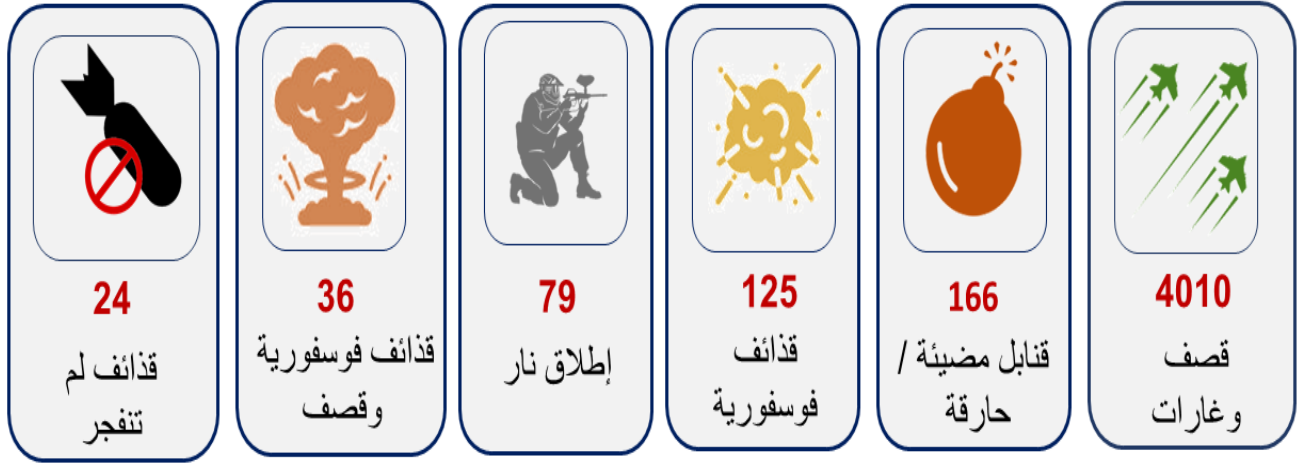 4010
قصف
وغارات
166
قنابل مضيئة /
حارقة
125
قذائف
فوسفورية
79
إطلاق نار
36
قذائف فوسفورية
وقصف
24
قذائف لم
تنفجر